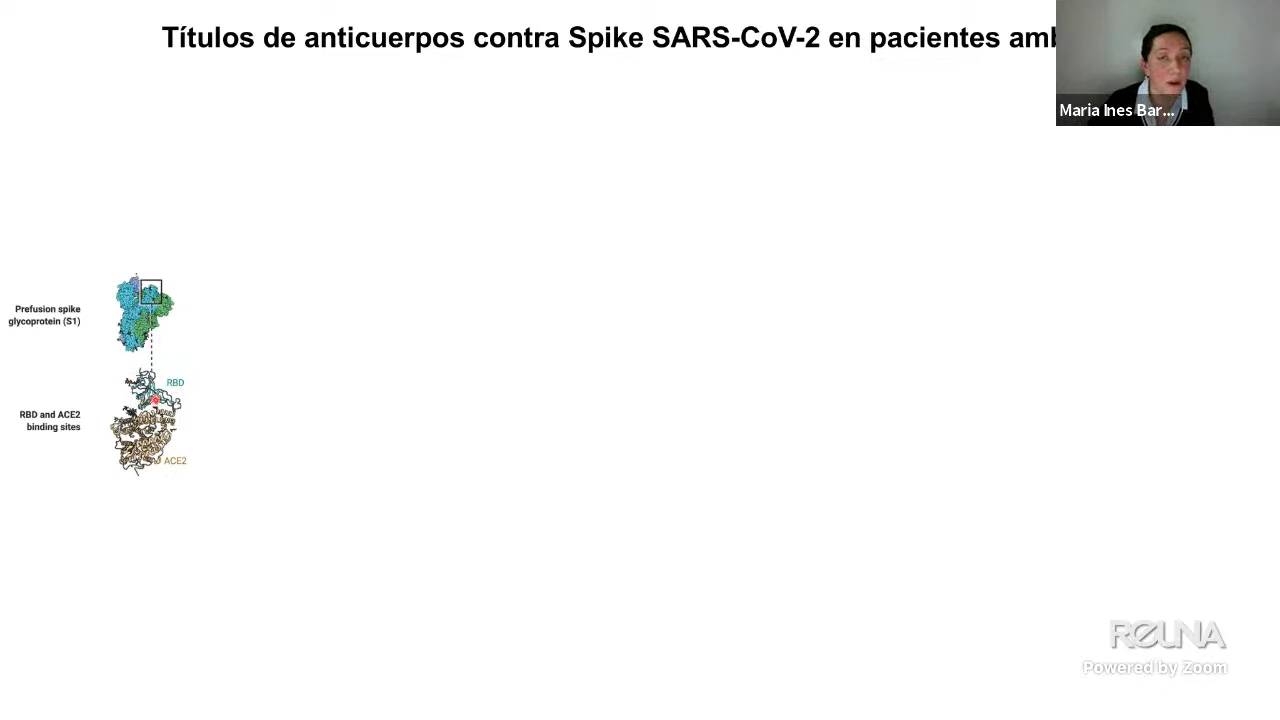 Títulos de anticuerpos contra Spike SARS-CoV-2 en pacientes amb
Maria Ines Bar...
Prefusion spike
glycoprotein (S1)
RBD
RBD and ACE2
binding sites
ACE2
REUNA
Powered by Zoom